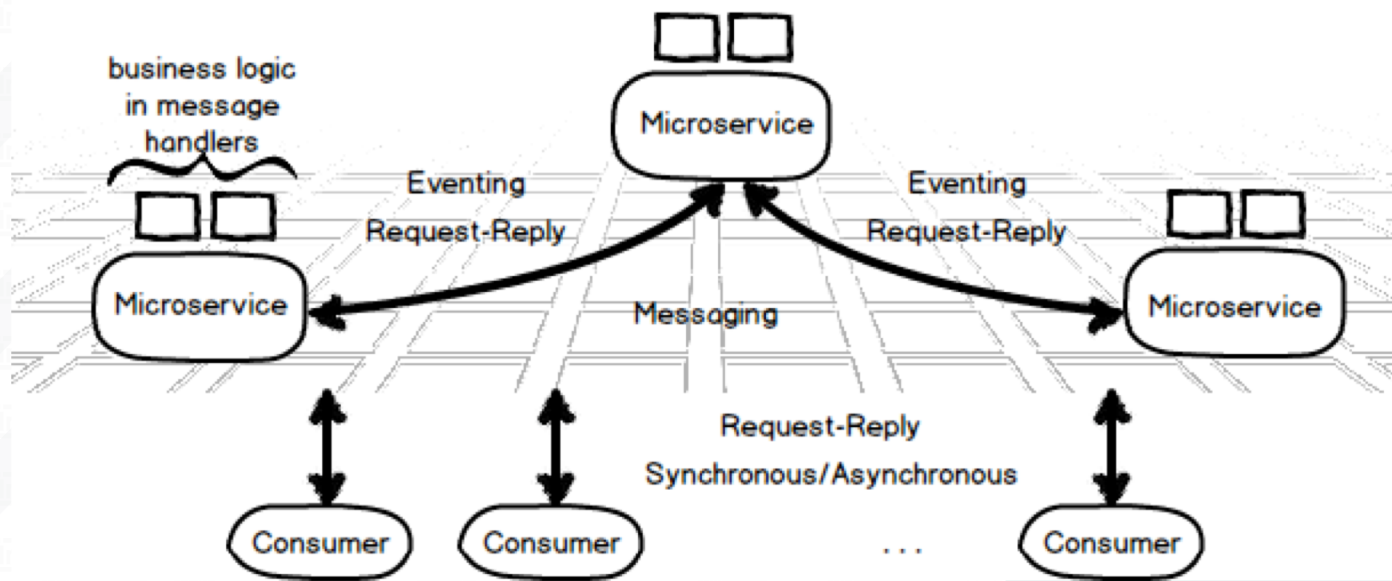 business logic
in message
handlers
Microservice
Eventing
Request-Reply
Eventing
Request-Reply
Microservice
Messaging
Microservice
Request-Reply
Synchronous/Asynchronous
Consumer
Consumer
...
Consumer